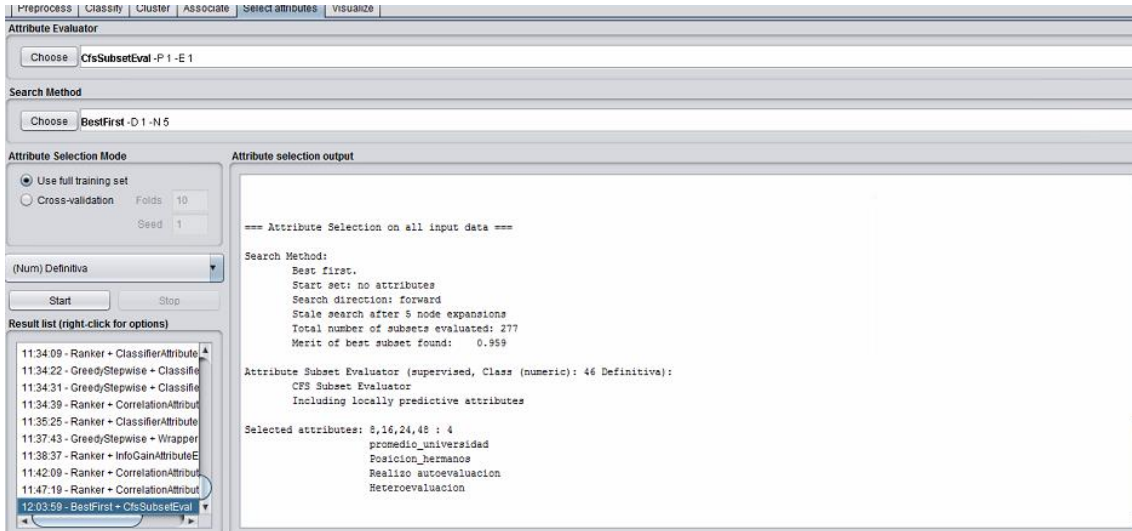 Preprocess Classify Cluster Associate Select attributes Visualize
Attribute Evaluator
Choose CfsSubsetEval -P 1 -E 1
Search Method
Choose BestFirst -D 1 -N 5
Attribute Selection Mode
Use full training set
Cross-validation Folds 10
Seed 1
(Num) Definitiva
Start Stop
Result list (right-click for options)
11:34:09 - Ranker + ClassifierAttribute
11:34:22 - GreedyStepwise + Classifie
11:34:31 - GreedyStepwise + Classifie
11:34:39 - Ranker + CorrelationAttribut
11:35:25 - Ranker + ClassifierAttribute
11:37:43 - GreedyStepwise + Wrapper
11:38:37 - Ranker + InfoGainAttributeE
11:42:09 - Ranker + CorrelationAttribut
11:47:19 - Ranker + CorrelationAttribut
12:03:59 - BestFirst + CfsSubsetEval
Attribute selection output
=== Attribute Selection on all input data ===
Search Method:
Best first.
Start set: no attributes
Search direction: forward
Stale search after 5 node expansions
Total number of subsets evaluated: 277
Merit of best subset found: 0.959
Attribute Subset Evaluator (supervised, Class (numeric): 46 Definitiva):
CFS Subset Evaluator
Including locally predictive attributes
Selected attributes: 8,16,24,48 : 4
promedio_universidad
Posicion_hermanos
Realizo autoevaluacion
Heteroevaluacion